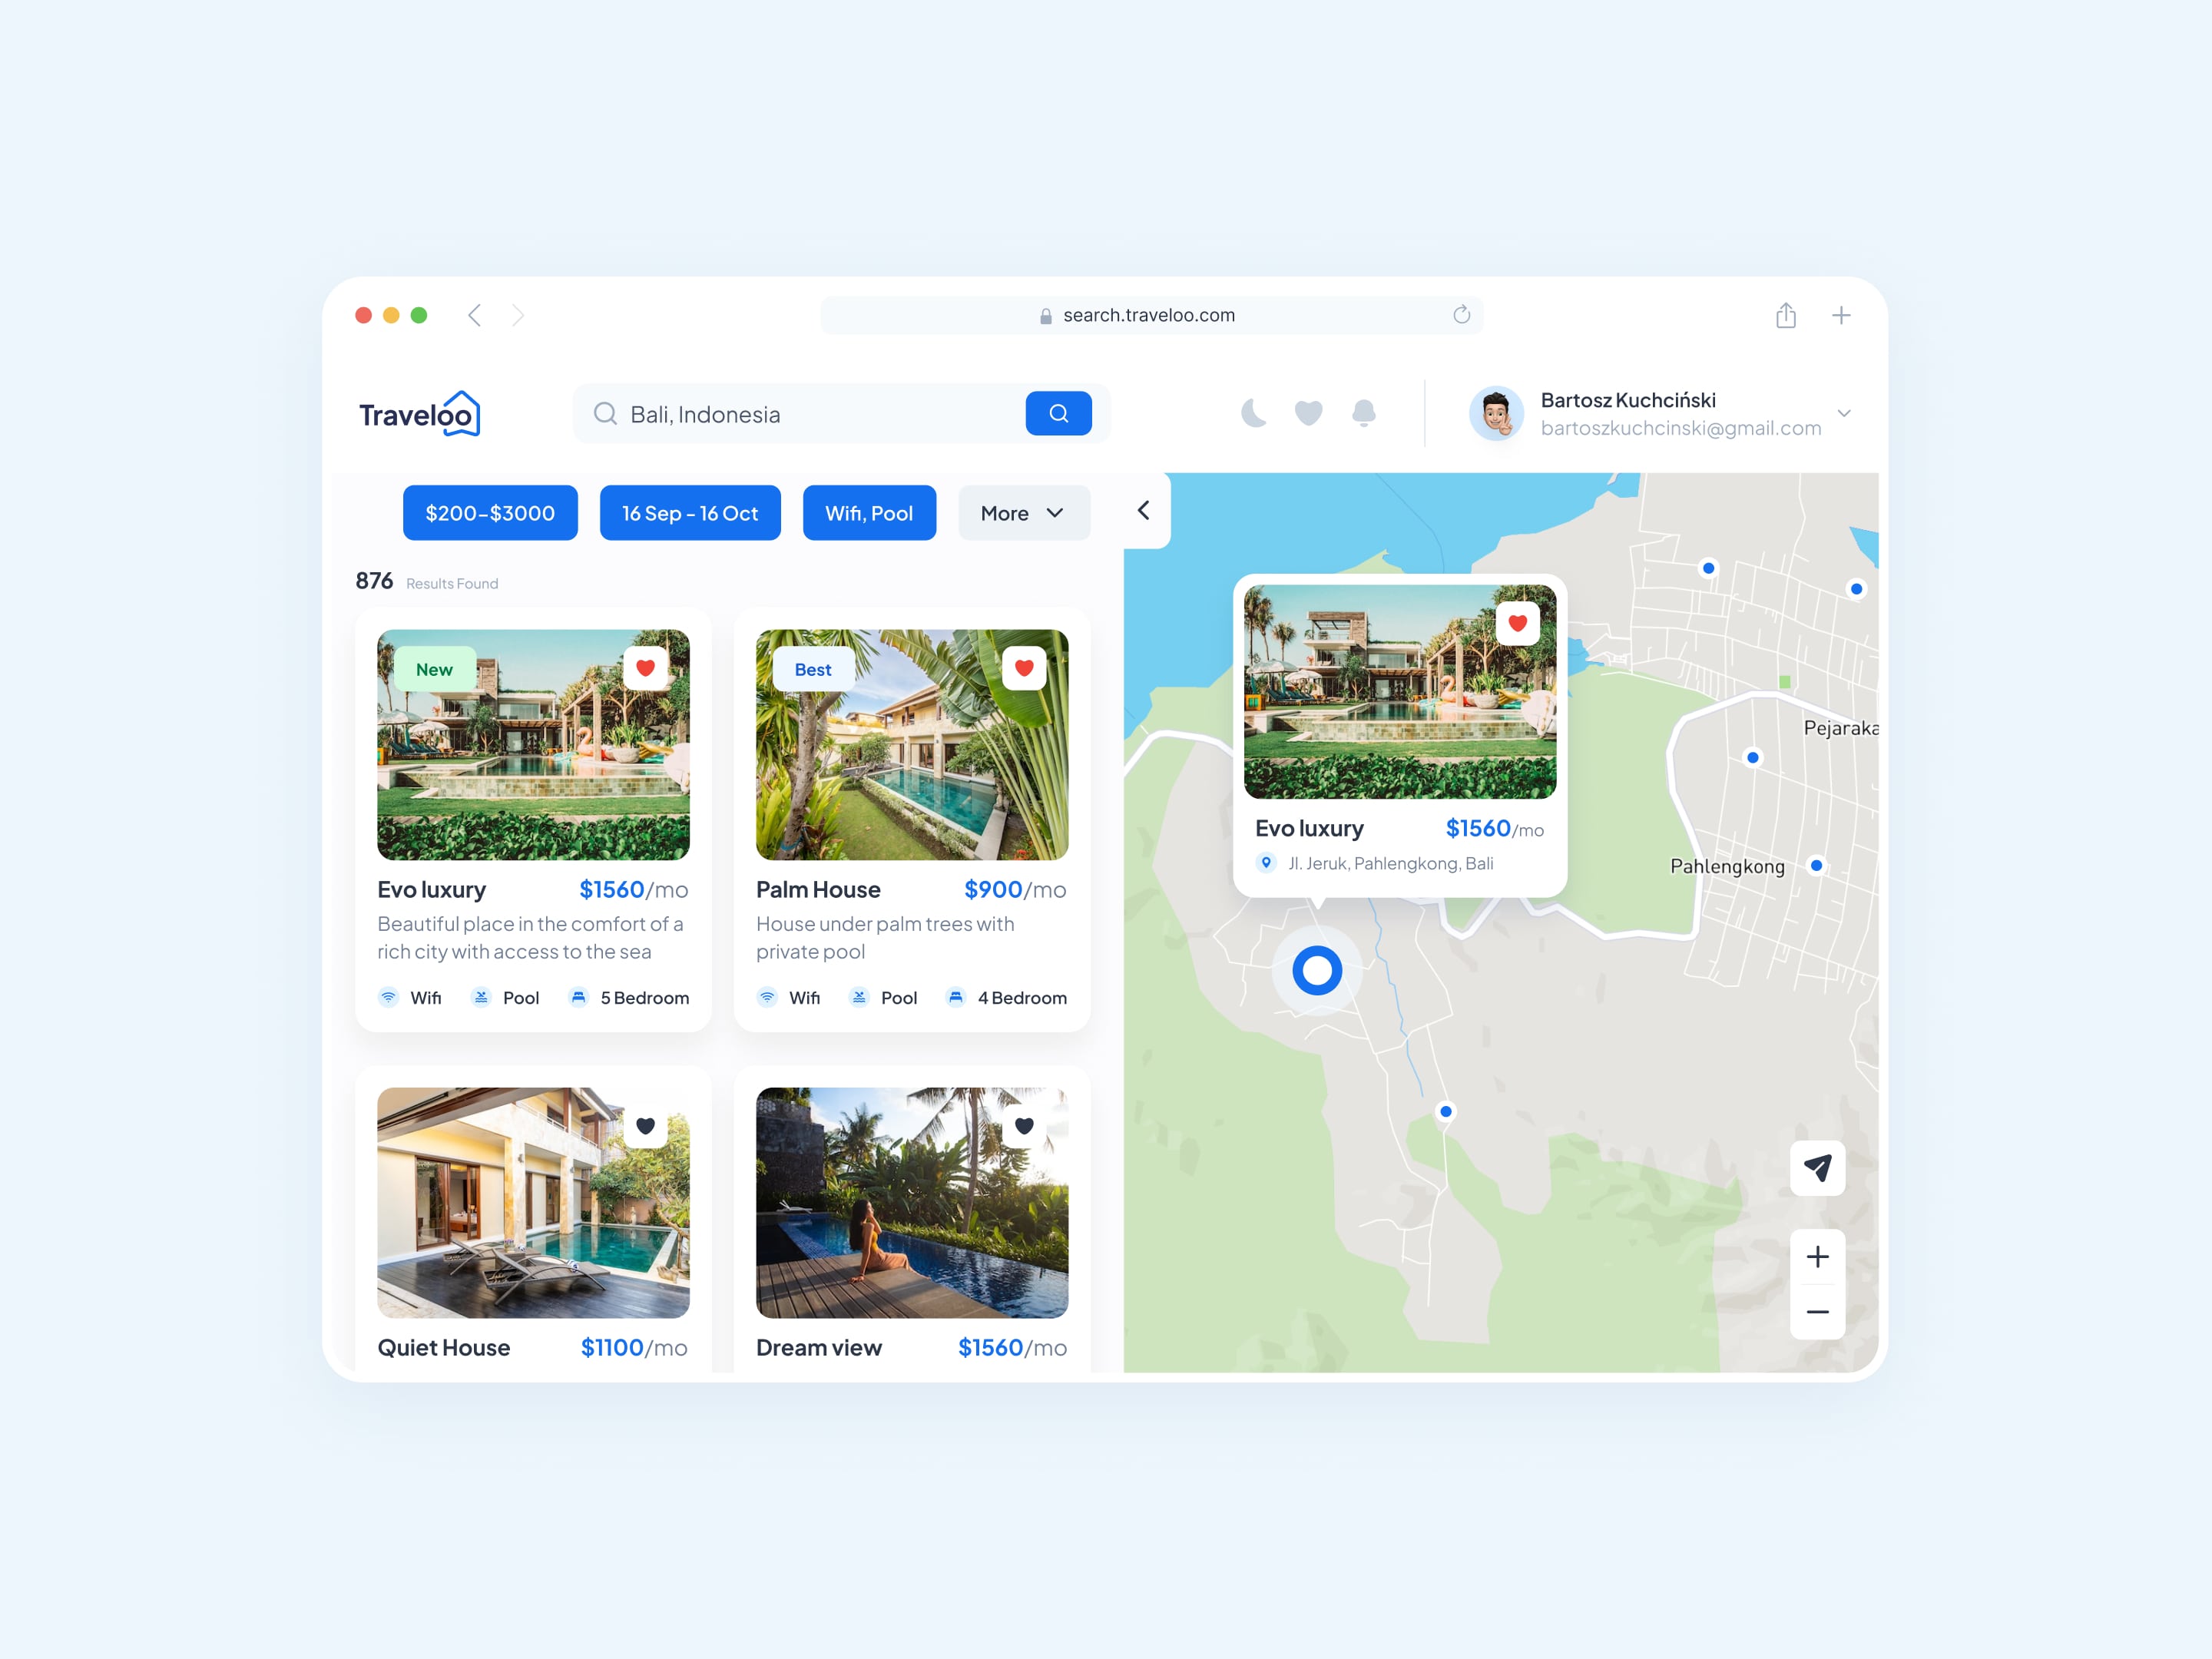 search.traveloo.com
Traveloo
Bali, Indonesia
Bartosz Kuchciński
bartoszkuchcinski@gmail.com
$200-$3000
16 Sep - 16 Oct
Wifi, Pool
More
876 Results Found
New
Evo luxury $1560/mo
Beautiful place in the comfort of a
rich city with access to the sea
Wifi Pool 5 Bedroom
Best
Palm House $900/mo
House under palm trees with
private pool
Wifi Pool 4 Bedroom
Quiet House $1100/mo
Dream view $1560/mo
Evo luxury $1560/mo
Jl. Jeruk, Pahlengkong, Bali
Pejaraka
Pahlengkong